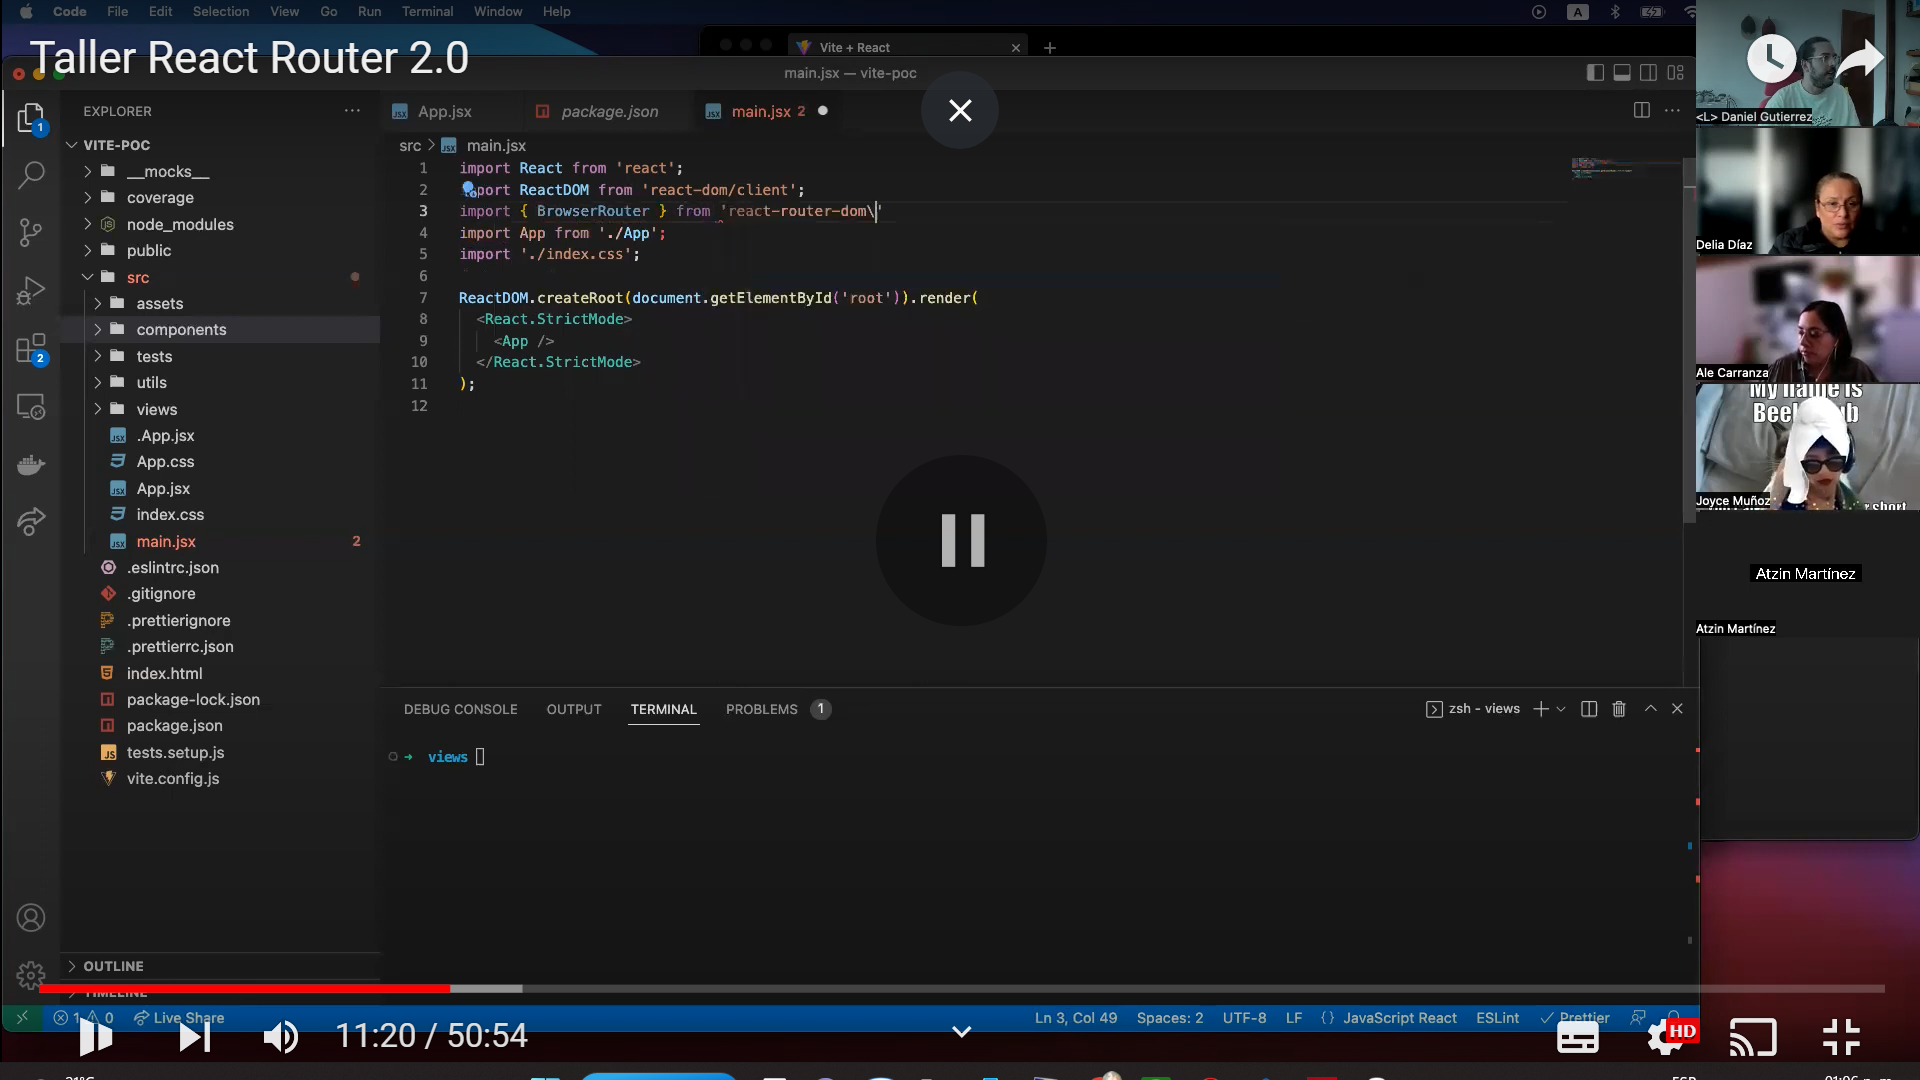 Code File Edit Selection View Go Run Terminal Window Help
A
Taller React Router 2.0
Vite + React
main.jsx — vite-poc
EXPLORER
1
2
VITE-POC
__mocks__
coverage
node_modules
public
src
assets
components
tests
utils
views
.App.jsx
App.css
App.jsx
index.css
main.jsx 2
.eslintrc.json
.gitignore
.prettierignore
.prettierrc.json
index.html
package-lock.json
package.json
tests.setup.js
vite.config.js
OUTLINE
TIMELINE
App.jsx package.json main.jsx 2
src > main.jsx
1 import React from 'react';
2 port ReactDOM from 'react-dom/client';
3 import { BrowserRouter } from 'react-router-dom\'
4 import App from './App';
5 import './index.css';
6
7 ReactDOM.createRoot(document.getElementById('root')).render(
8 <React.StrictMode>
9 <App />
10 </React.StrictMode>
11 );
12
DEBUG CONSOLE OUTPUT TERMINAL PROBLEMS 1
zsh - views
→ views
<L> Daniel Gutierrez
Delia Díaz
Ale Carranza
My name is
Joyce Muñoz
short
Atzin Martínez
Atzin Martínez
1 0 Live Share
Ln 3, Col 49 Spaces: 2 UTF-8 LF {} JavaScript React ESLint Prettier
11:20 / 50:54
HD